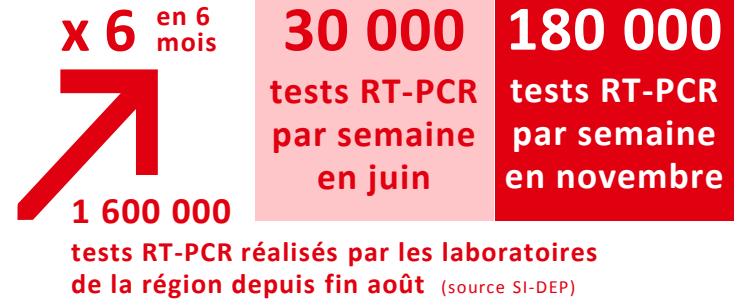 x 6 en 6 mois
30 000
tests RT-PCR
par semaine
en juin
180 000
tests RT-PCR
par semaine
en novembre
1 600 000
tests RT-PCR réalisés par les laboratoires
de la région depuis fin août (source SI-DEP)